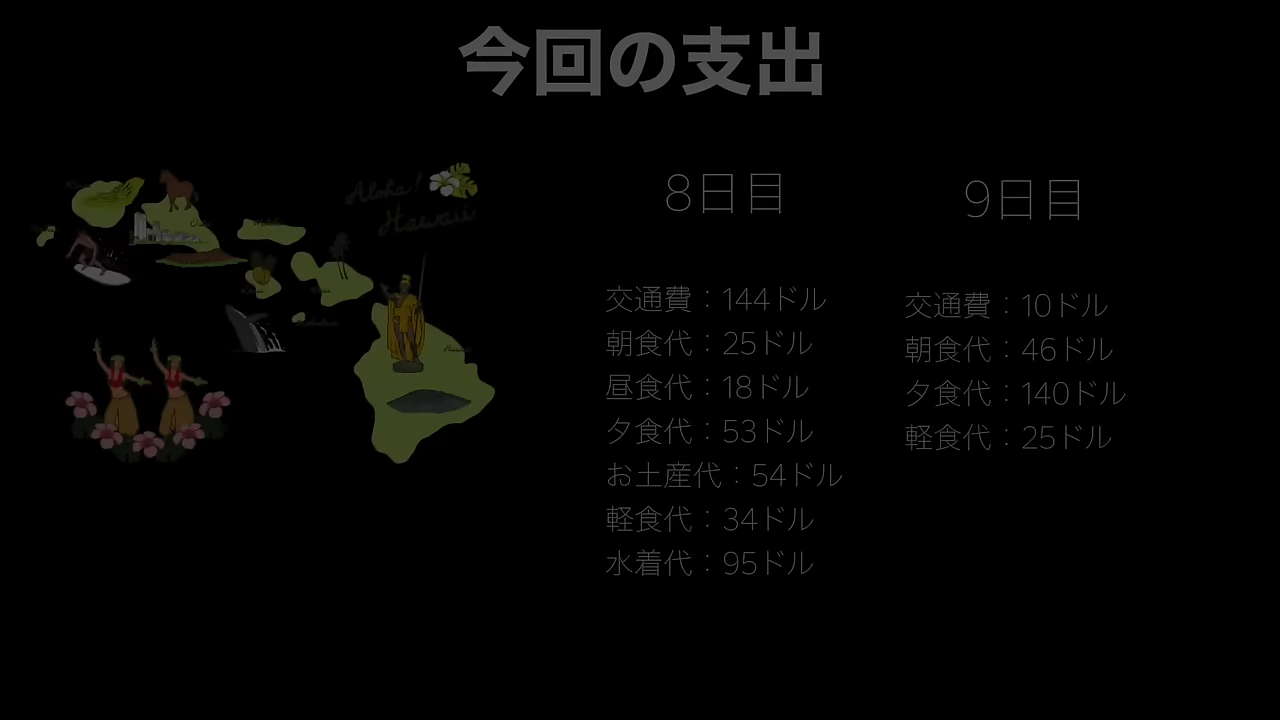 今回の支出
Aloha!
Hawaii
8日目
交通費：144ドル
朝食代：25ドル
昼食代：18ドル
夕食代：53ドル
お土産代：54ドル
軽食代：34ドル
水着代：95ドル
9日目
交通費：10ドル
朝食代：46ドル
夕食代：140ドル
軽食代：25ドル